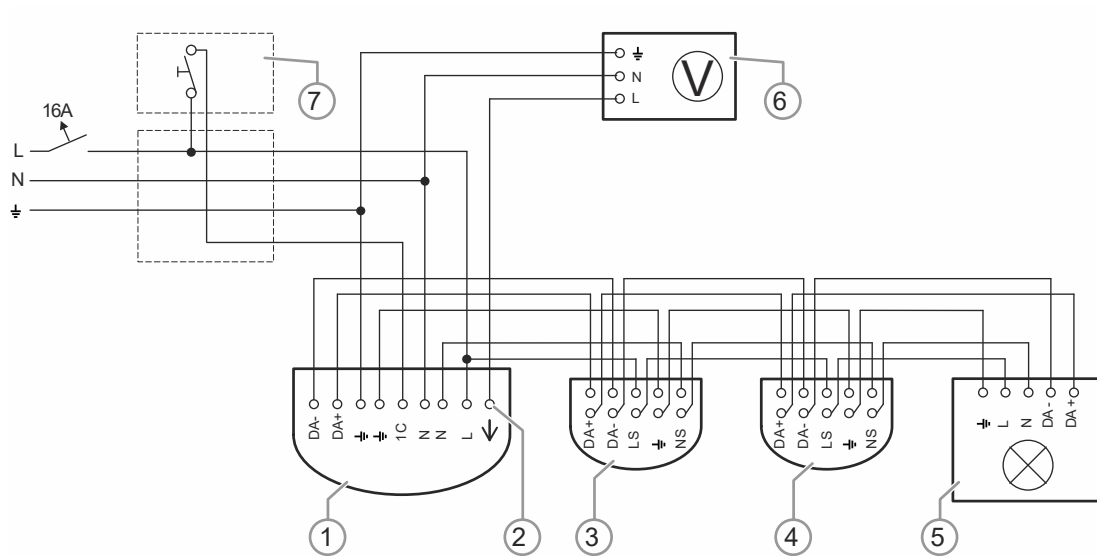 7
V
N
L
6
16A
L
N
DA-
DA+
1C
N
N
L
DA+
DA-
LS
NS
DA+
DA-
LS
NS
L
N
DA-
DA+
1
2
3
4
5